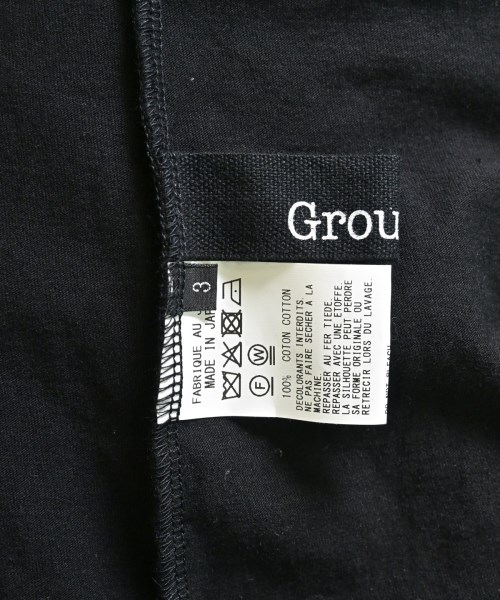 Grou
3
FABRIQUE AU
MADE IN JAP
F
W
100% COTON COTTON
DECOLORANTS INTERDITS.
NE PAS FAIRE SECHER A LA
MACHINE.
REPASSER AU FER TIEDE.
REPASSER AVEC UNE ETOFFE.
LA SILHOUETTE PEUT PERDRE
SA FORME ORIGINALE OU
RETRECIR LORS DU LAVAGE.